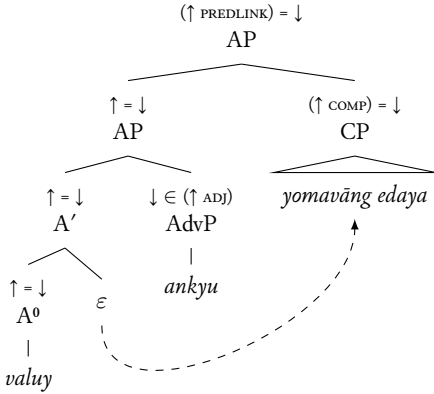 (↑ PREDLINK) = ↓
AP
↑ = ↓ (↑ COMP) = ↓
AP CP
↑ = ↓ ↓ ∈ (↑ ADJ) yomavāng edaya
A′ AdvP
↑ = ↓ ε ankyu
A⁰
valuy